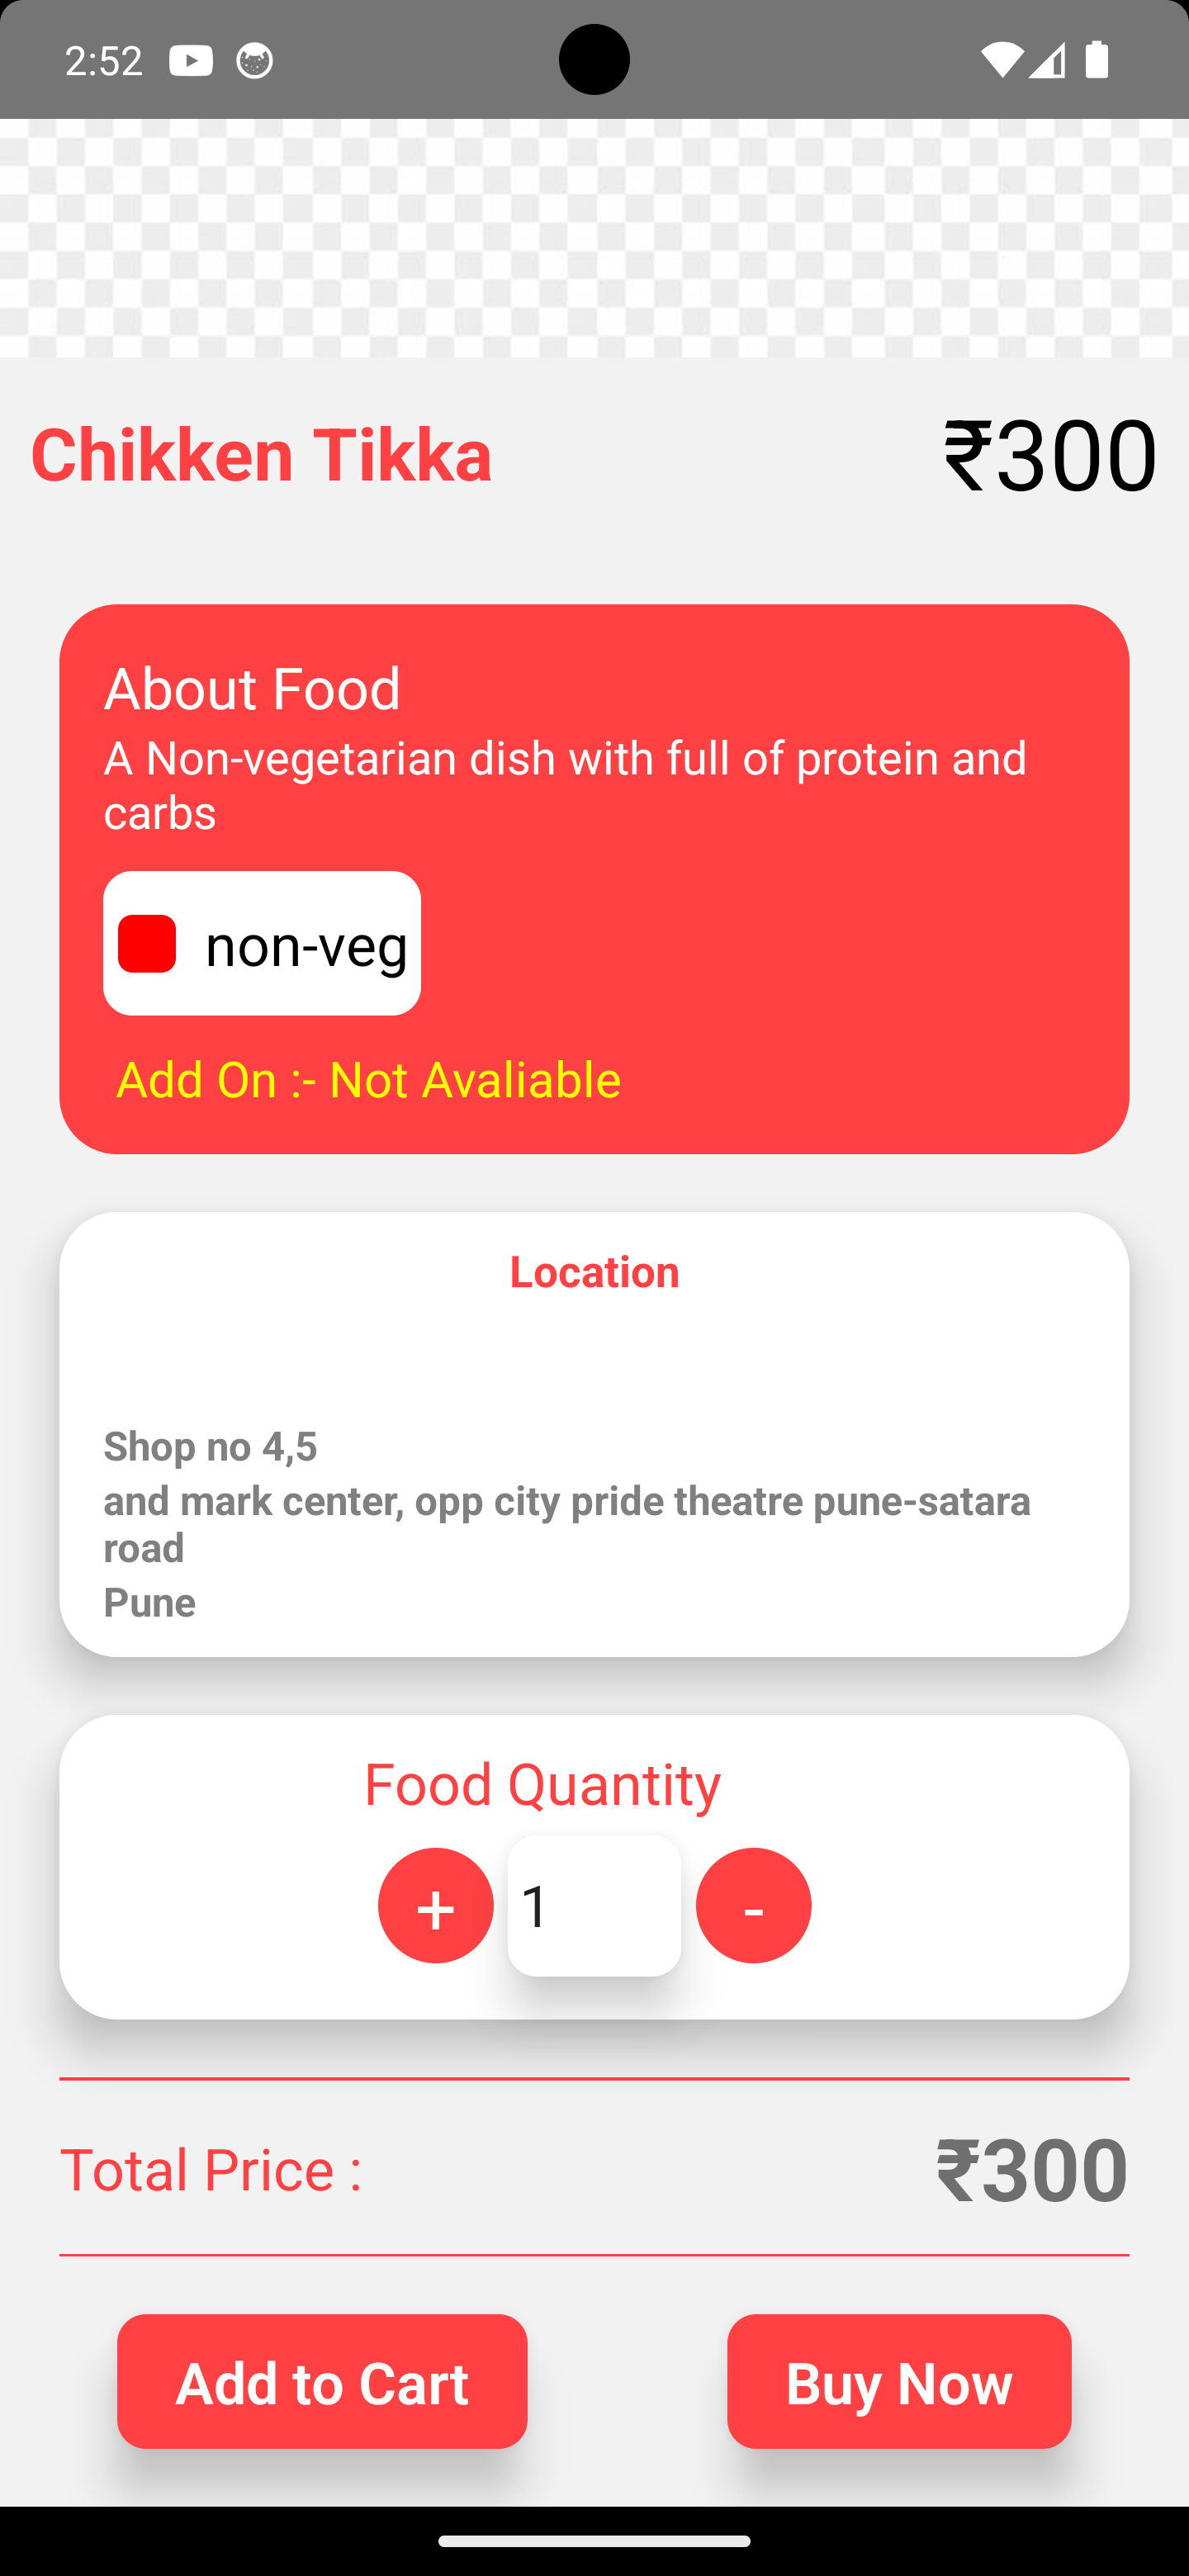 2:52
Chikken Tikka
₹300
About Food
A Non-vegetarian dish with full of protein and
carbs
non-veg
Add On :- Not Avaliable
Location
Shop no 4,5
and mark center, opp city pride theatre pune-satara
road
Pune
Food Quantity
+ 1 -
Total Price :
₹300
Add to Cart
Buy Now